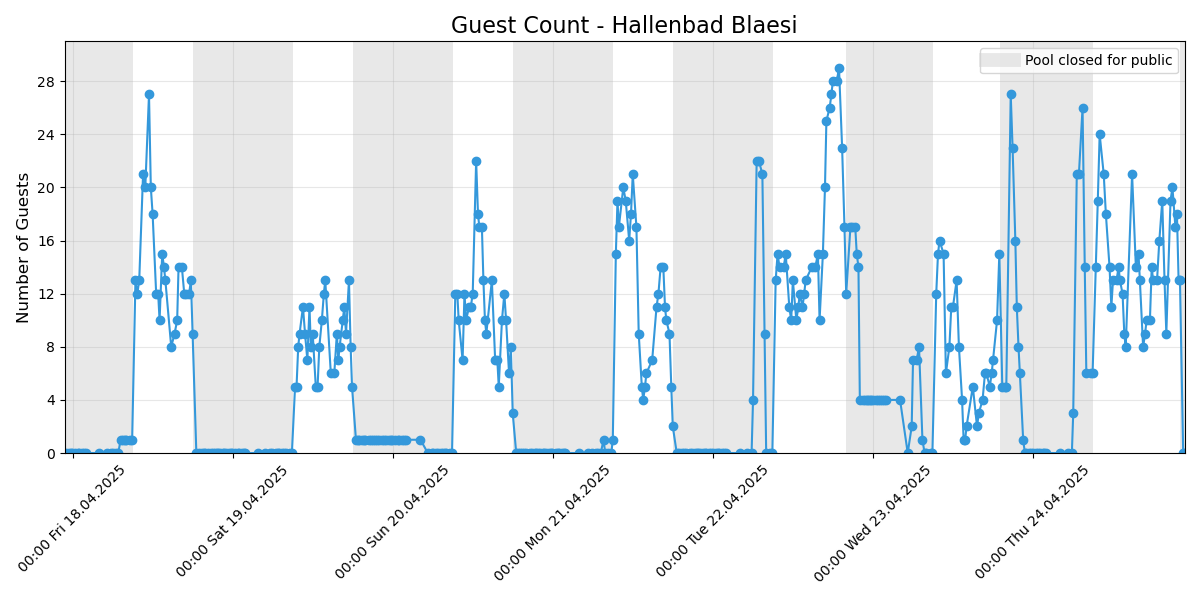 Guest Count - Hallenbad Blaesi
Pool closed for public
Number of Guests
28
24
20
16
12
8
4
0
00:00 Fri 18.04.2025
00:00 Sat 19.04.2025
00:00 Sun 20.04.2025
00:00 Mon 21.04.2025
00:00 Tue 22.04.2025
00:00 Wed 23.04.2025
00:00 Thu 24.04.2025